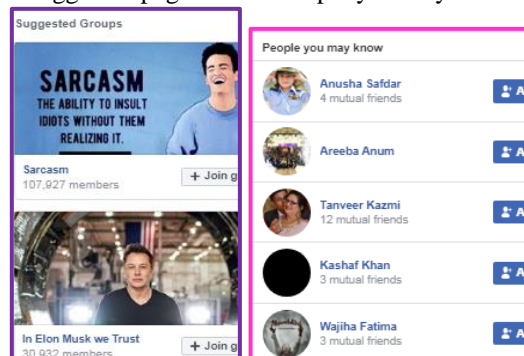 Suggested Groups
SARCASM
THE ABILITY TO INSULT
IDIOTS WITHOUT THEM
REALIZING IT.
Sarcasm
107,927 members
+ Join g
In Elon Musk we Trust
30,932 members
+ Join g
People you may know
Anusha Safdar
4 mutual friends
A
Areeba Anum
A
Tanveer Kazmi
12 mutual friends
A
Kashaf Khan
3 mutual friends
A
Wajiha Fatima
3 mutual friends
A